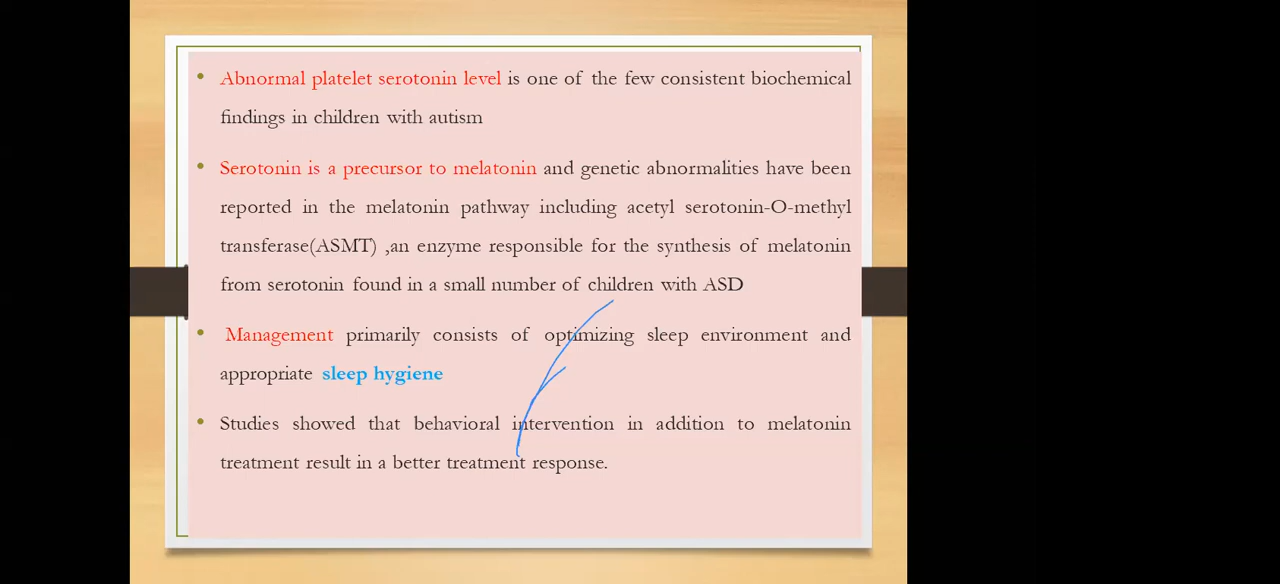 Abnormal platelet serotonin level is one of the few consistent biochemical
findings in children with autism
Serotonin is a precursor to melatonin and genetic abnormalities have been
reported in the melatonin pathway including acetyl serotonin-O-methyl
transferase(ASMT) ,an enzyme responsible for the synthesis of melatonin
from serotonin found in a small number of children with ASD
Management primarily consists of optimizing sleep environment and
appropriate sleep hygiene
Studies showed that behavioral intervention in addition to melatonin
treatment result in a better treatment response.